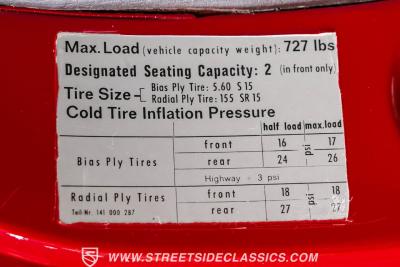 Max. Load (vehicle capacity weight): 727 lbs
Designated Seating Capacity: 2 (in front only)
Tire Size - Bias Ply Tire: 5.60 S 15
Radial Ply Tire: 155 SR 15
Cold Tire Inflation Pressure
half load max. load
Bias Ply Tires front 16 psi 17
rear 24 26
Highway + 3 psi
Radial Ply Tires front 18 psi 18
rear 27 27
Teil Nr. 141 000 287
WWW.STREETSIDECLASSICS.COM